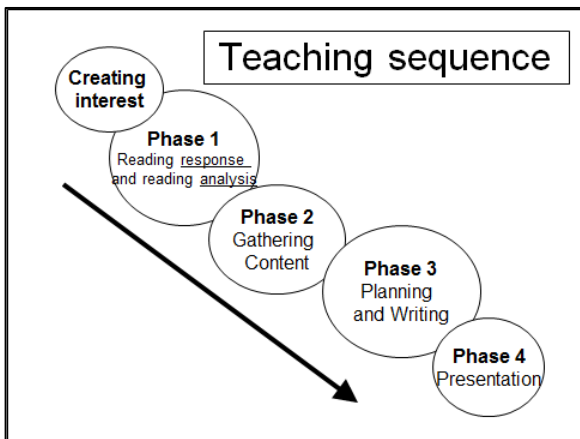 Teaching sequence
Creating
interest
Phase 1
Reading response
and reading analysis
Phase 2
Gathering
Content
Phase 3
Planning
and Writing
Phase 4
Presentation